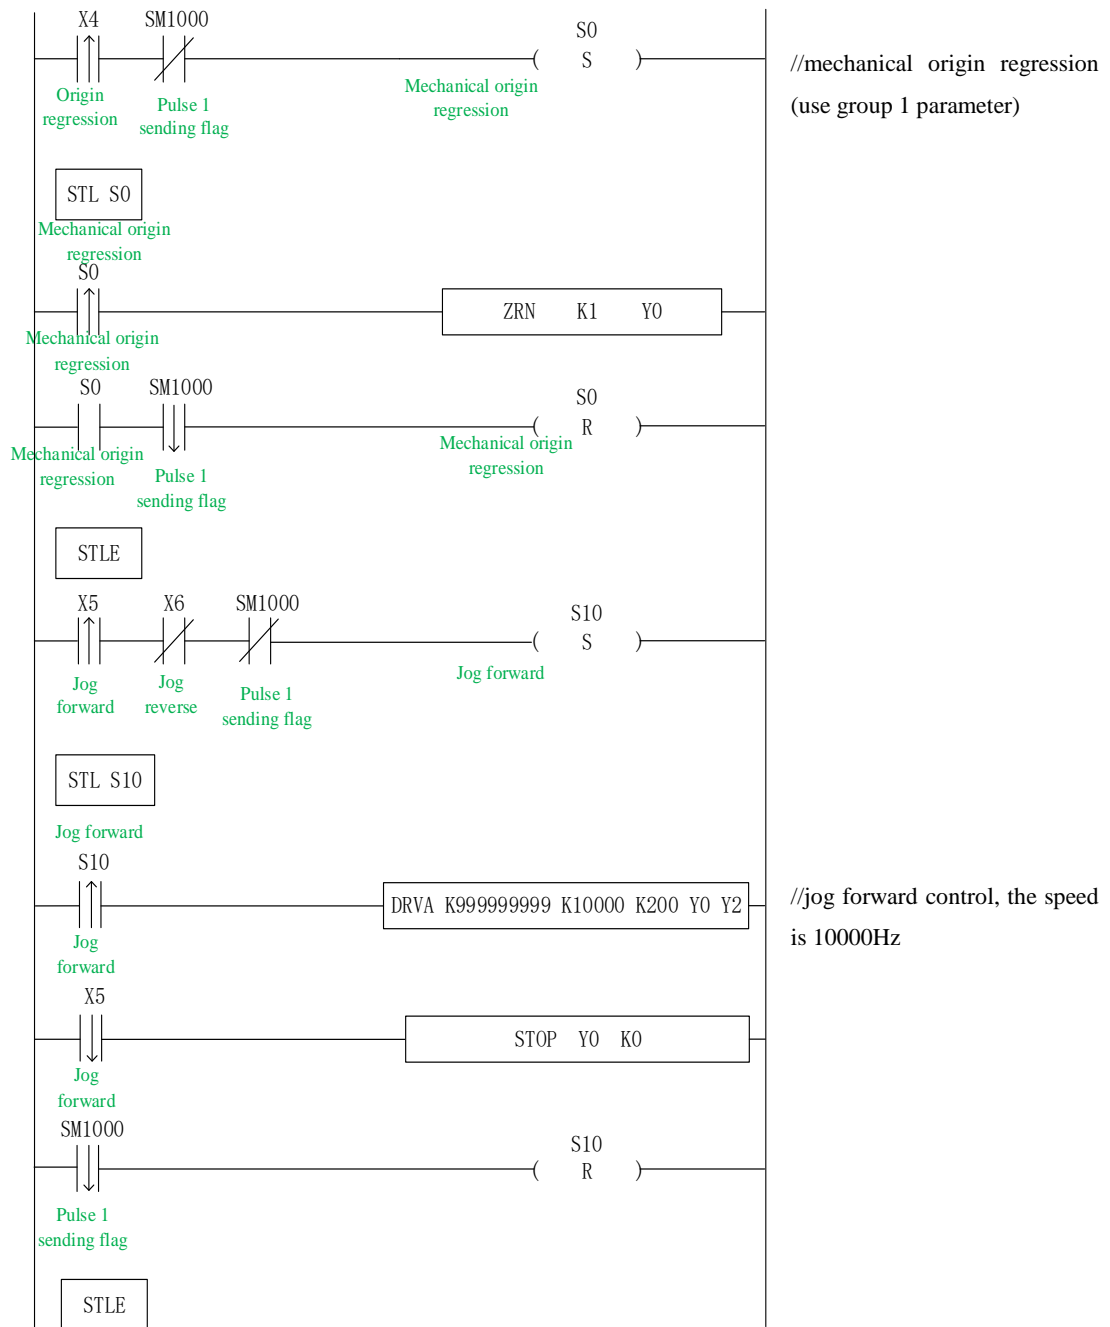 X4 SM1000
S0
( S )
Origin
regression
Pulse 1
sending flag
Mechanical origin
regression
//mechanical origin regression
(use group 1 parameter)
STL S0
Mechanical origin
regression
S0
ZRN K1 Y0
Mechanical origin
regression
S0 SM1000
S0
( R )
Mechanical origin
regression
Pulse 1
sending flag
Mechanical origin
regression
STLE
X5 X6 SM1000
S10
( S )
Jog
forward
Jog
reverse
Pulse 1
sending flag
Jog forward
STL S10
Jog forward
S10
DRVA K999999999 K10000 K200 Y0 Y2
Jog
forward
//jog forward control, the speed
is 10000Hz
X5
STOP Y0 K0
Jog
forward
SM1000
S10
( R )
Pulse 1
sending flag
STLE